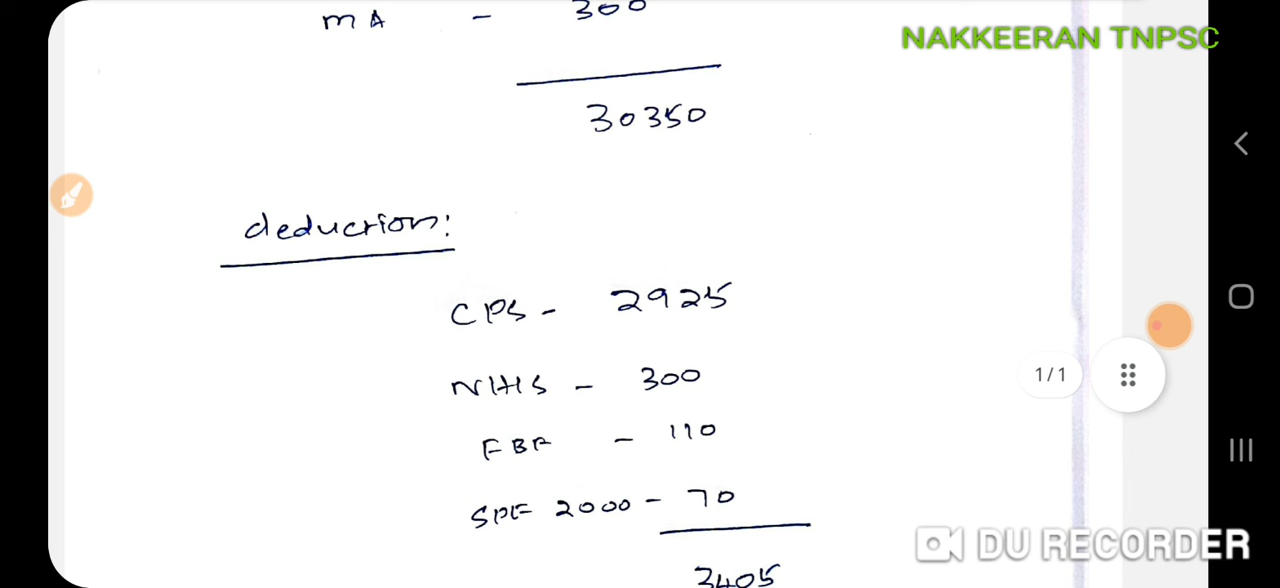 MA - 300
NAKKEERAN TNPSC
30350
deduction:
CPS - 2925
NHIS - 300
1/1
FBF - 110
SPF 2000 - 70
DU RECORDER
3405